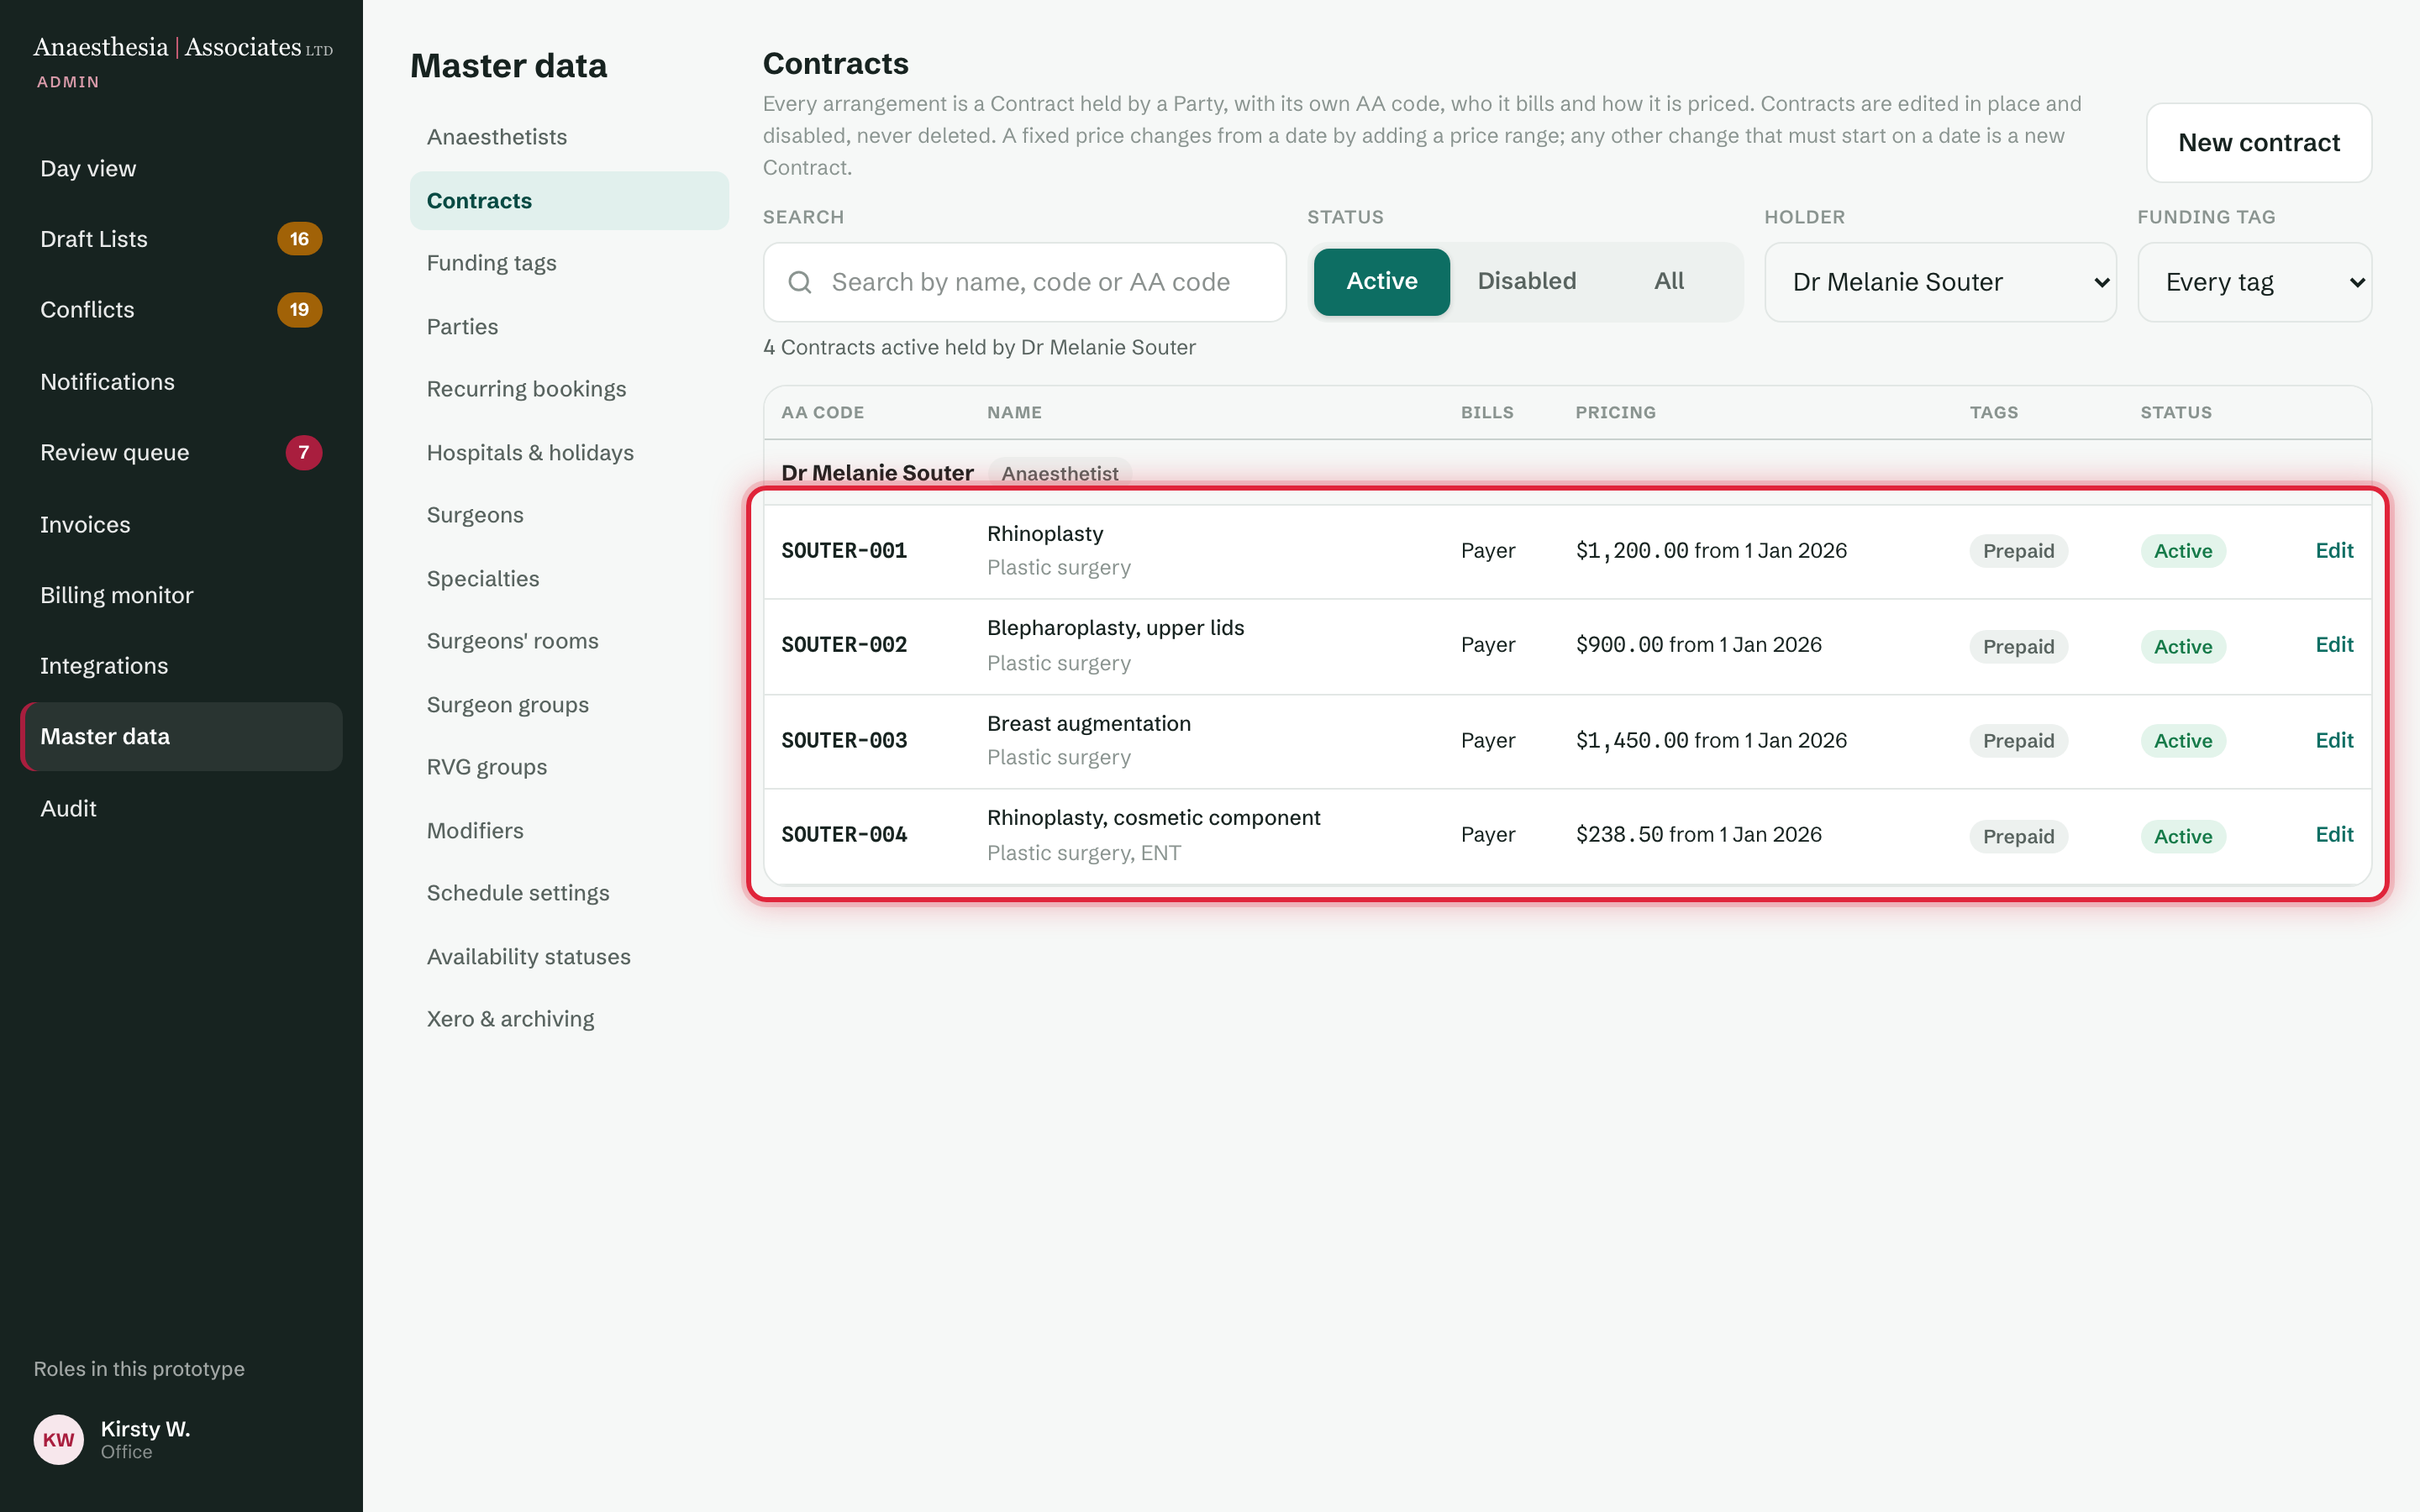 Anaesthesia | Associates LTD
ADMIN
Day view
Draft Lists 16
Conflicts 19
Notifications
Review queue 7
Invoices
Billing monitor
Integrations
Master data
Audit
Roles in this prototype
KW Kirsty W.
Office
Master data
Anaesthetists
Contracts
Funding tags
Parties
Recurring bookings
Hospitals & holidays
Surgeons
Specialties
Surgeons' rooms
Surgeon groups
RVG groups
Modifiers
Schedule settings
Availability statuses
Xero & archiving
Contracts
Every arrangement is a Contract held by a Party, with its own AA code, who it bills and how it is priced. Contracts are edited in place and
disabled, never deleted. A fixed price changes from a date by adding a price range; any other change that must start on a date is a new
Contract.
New contract
SEARCH STATUS HOLDER FUNDING TAG
Search by name, code or AA code Active Disabled All Dr Melanie Souter Every tag
4 Contracts active held by Dr Melanie Souter
AA CODE NAME BILLS PRICING TAGS STATUS
Dr Melanie Souter Anaesthetist
SOUTER-001 Rhinoplasty Payer $1,200.00 from 1 Jan 2026 Prepaid Active Edit
Plastic surgery
SOUTER-002 Blepharoplasty, upper lids Payer $900.00 from 1 Jan 2026 Prepaid Active Edit
Plastic surgery
SOUTER-003 Breast augmentation Payer $1,450.00 from 1 Jan 2026 Prepaid Active Edit
Plastic surgery
SOUTER-004 Rhinoplasty, cosmetic component Payer $238.50 from 1 Jan 2026 Prepaid Active Edit
Plastic surgery, ENT